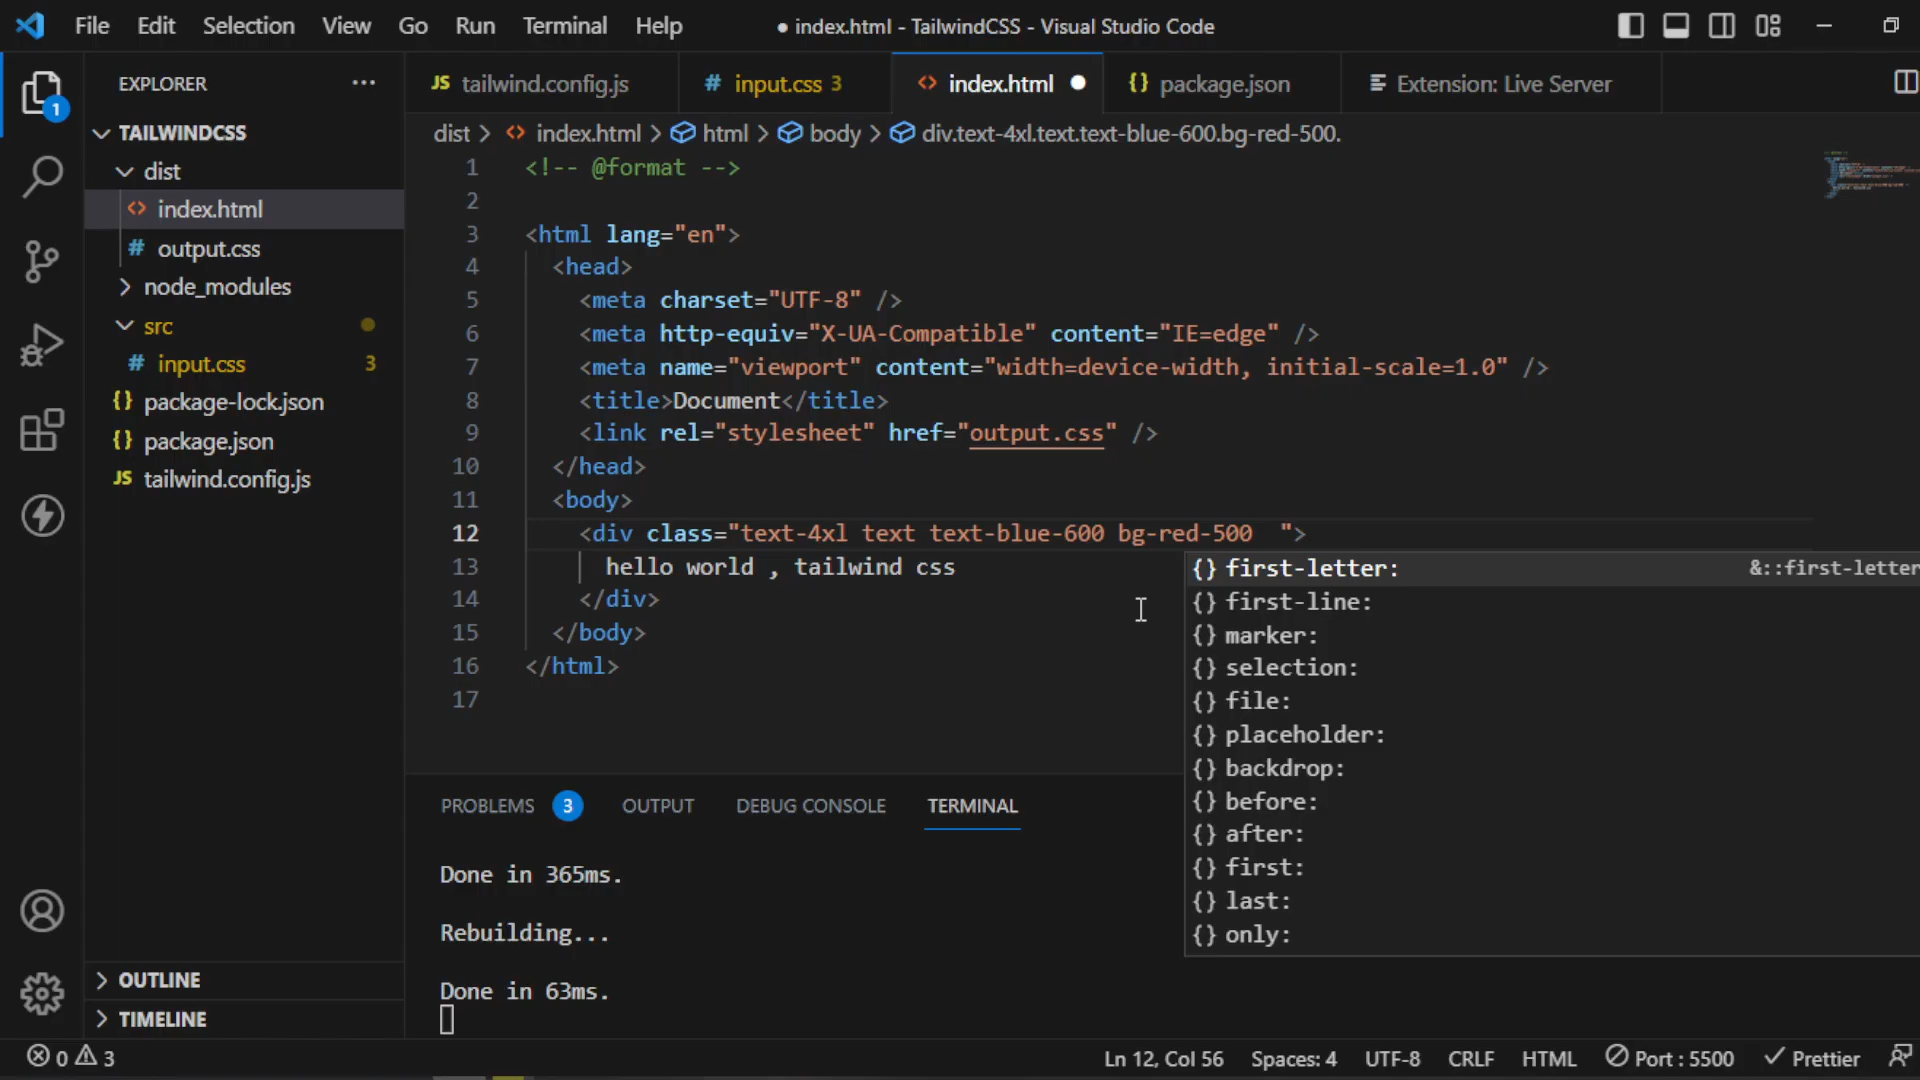 File Edit Selection View Go Run Terminal Help
● index.html - TailwindCSS - Visual Studio Code
EXPLORER ···
1
TAILWINDCSS
dist
<> index.html
# output.css
node_modules
src
# input.css 3
{} package-lock.json
{} package.json
JS tailwind.config.js
OUTLINE
TIMELINE
JS tailwind.config.js
# input.css 3
<> index.html ●
{} package.json
Extension: Live Server
dist > <> index.html > html > body > div.text-4xl.text.text-blue-600.bg-red-500.
1 <!-- @format -->
2
3 <html lang="en">
4 <head>
5 <meta charset="UTF-8" />
6 <meta http-equiv="X-UA-Compatible" content="IE=edge" />
7 <meta name="viewport" content="width=device-width, initial-scale=1.0" />
8 <title>Document</title>
9 <link rel="stylesheet" href="output.css" />
10 </head>
11 <body>
12 <div class="text-4xl text text-blue-600 bg-red-500  ">
13 hello world , tailwind css
14 </div>
15 </body>
16 </html>
17
{} first-letter: &::first-letter
{} first-line:
{} marker:
{} selection:
{} file:
{} placeholder:
{} backdrop:
{} before:
{} after:
{} first:
{} last:
{} only:
PROBLEMS 3 OUTPUT DEBUG CONSOLE TERMINAL
Done in 365ms.
Rebuilding...
Done in 63ms.
0 3
Ln 12, Col 56 Spaces: 4 UTF-8 CRLF HTML Port : 5500 Prettier